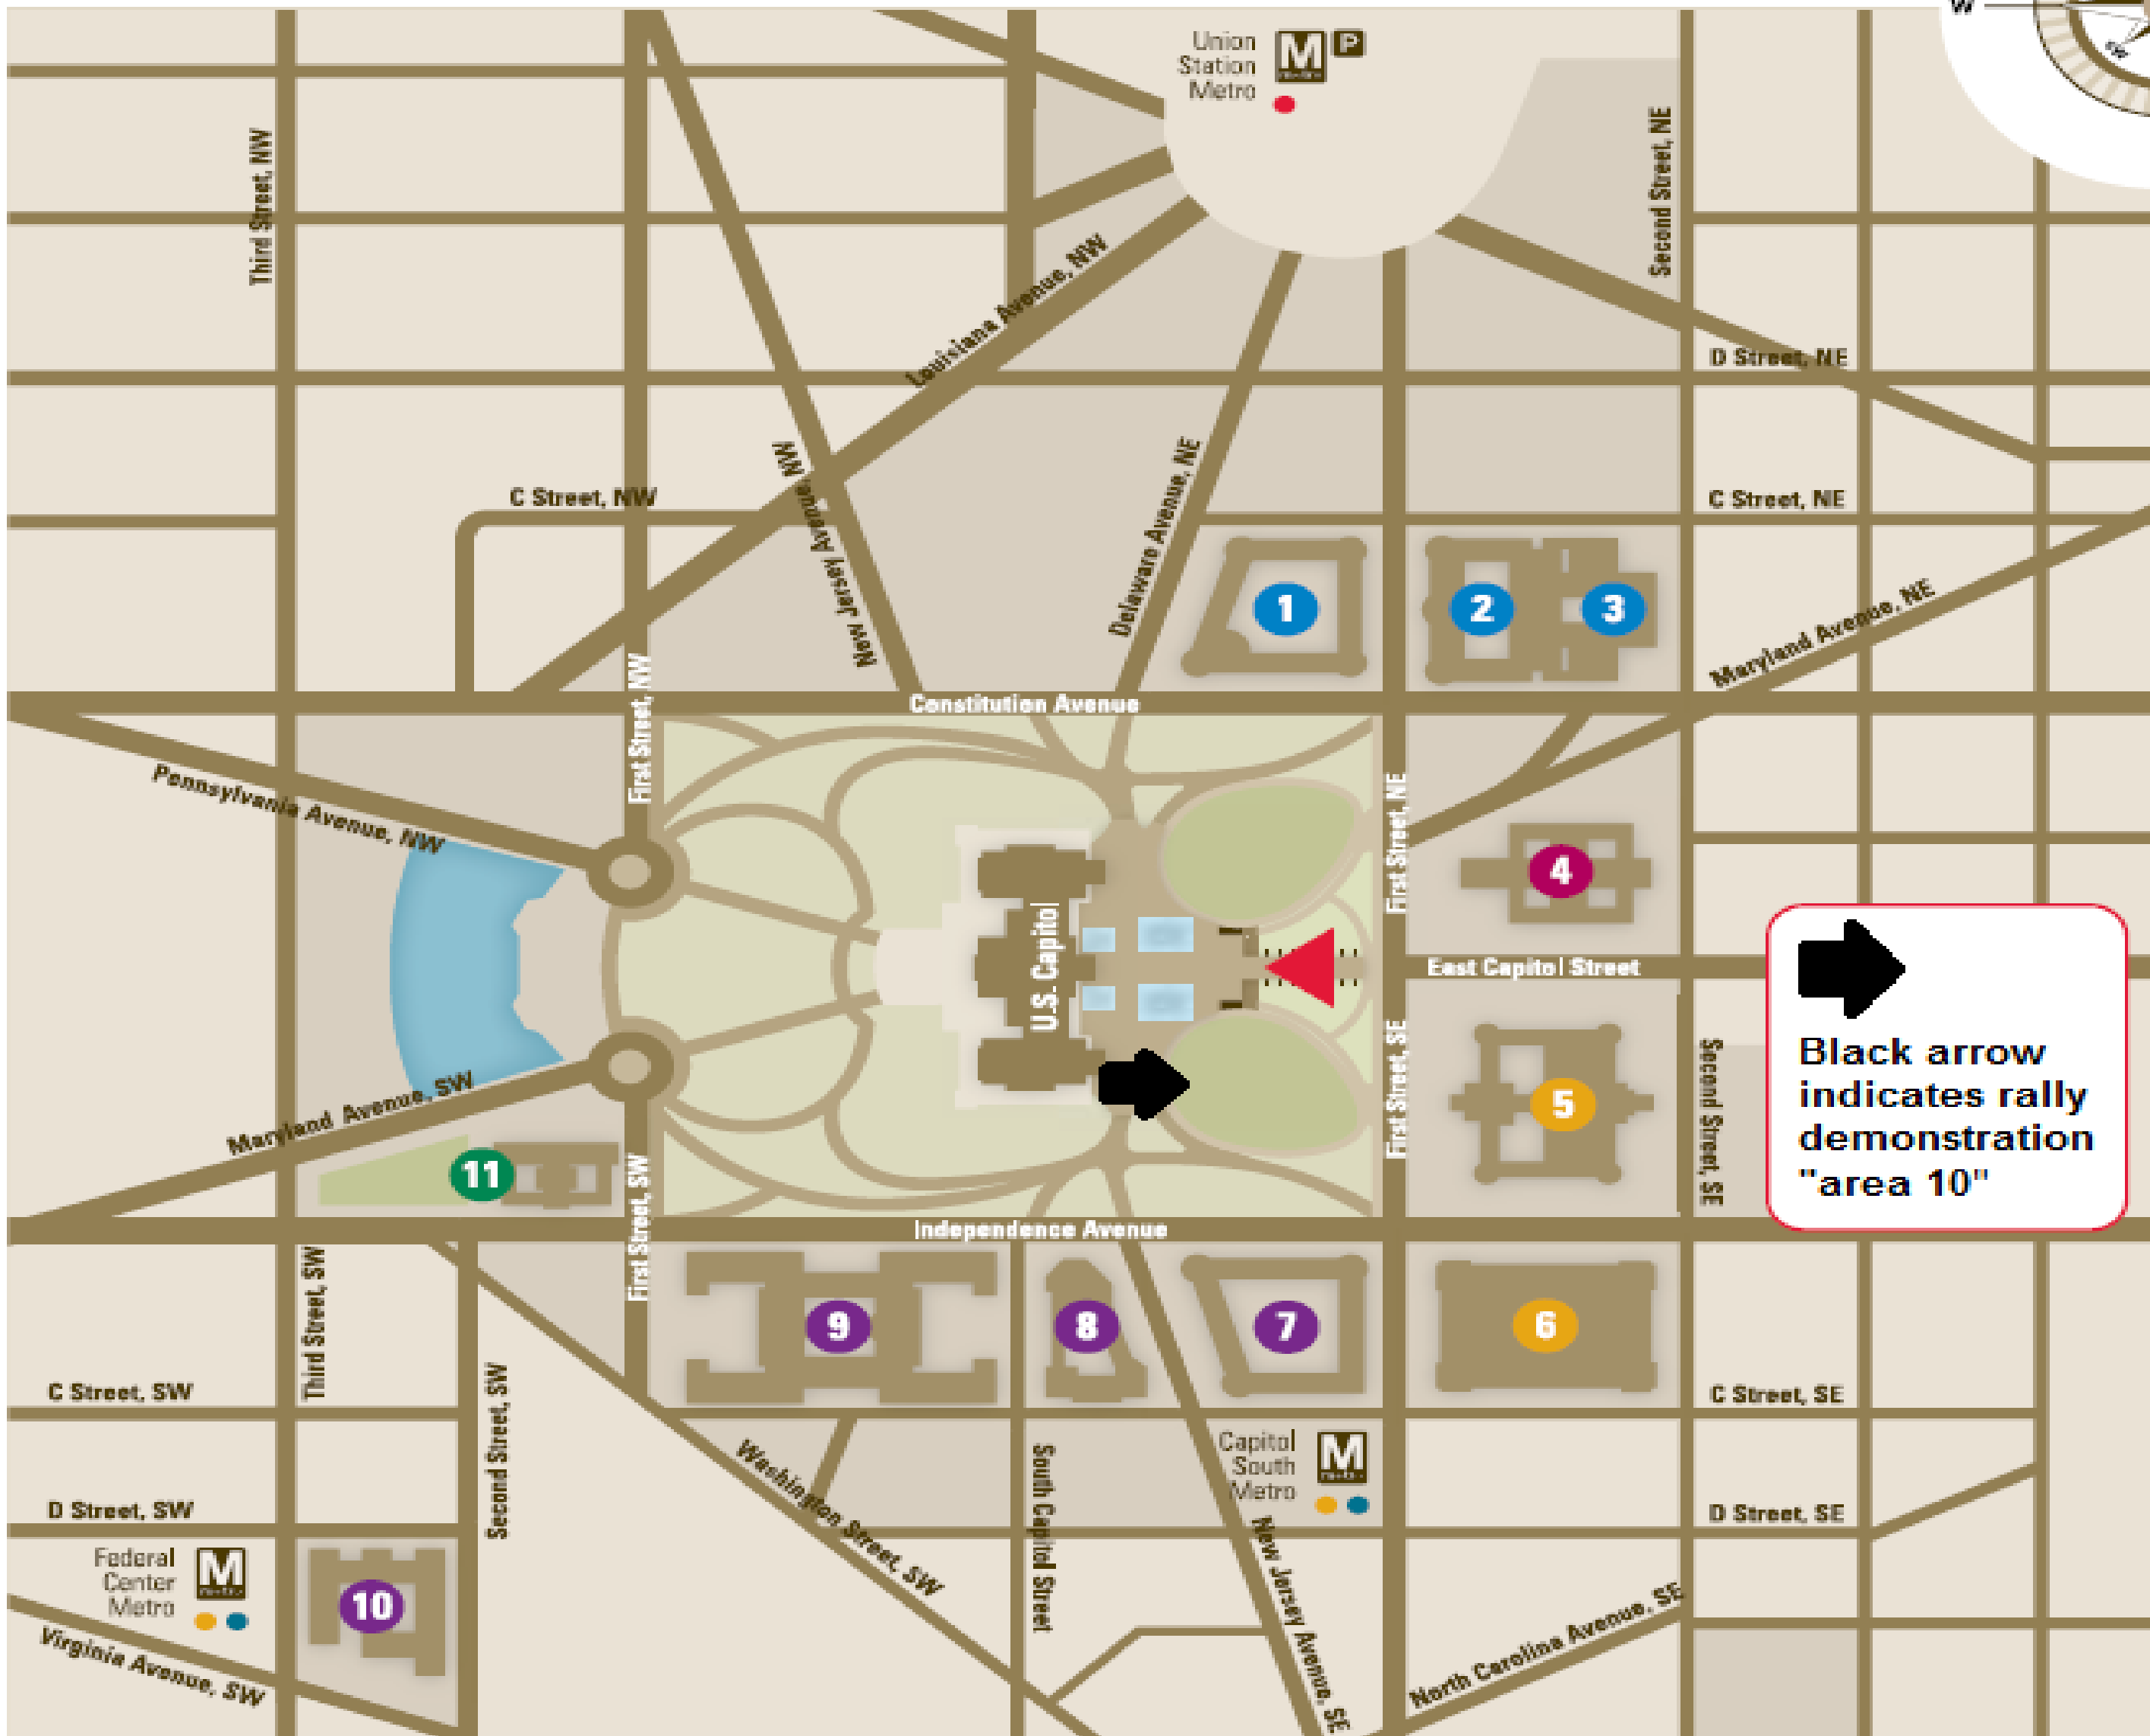 W
SW
Union
Station
Metro
M
P
Third Street, NW
Second Street, NE
Louisiana Avenue, NW
D Street, NE
New Jersey Avenue, NW
Delaware Avenue, NE
C Street, NW
C Street, NE
1
2
3
Maryland Avenue, NE
First Street, NW
Constitution Avenue
Pennsylvania Avenue, NW
First Street, NE
4
U.S. Capitol
East Capitol Street
First Street, SE
5
Second Street, SE
Black arrow
indicates rally
demonstration
"area 10"
Maryland Avenue, SW
11
First Street, SW
Independence Avenue
Third Street, SW
9
8
7
6
C Street, SW
Second Street, SW
C Street, SE
Washington Street, SW
South Capitol Street
Capitol
South
Metro
M
D Street, SW
D Street, SE
New Jersey Avenue, SE
Federal
Center
Metro
M
10
Virginia Avenue, SW
North Carolina Avenue, SE